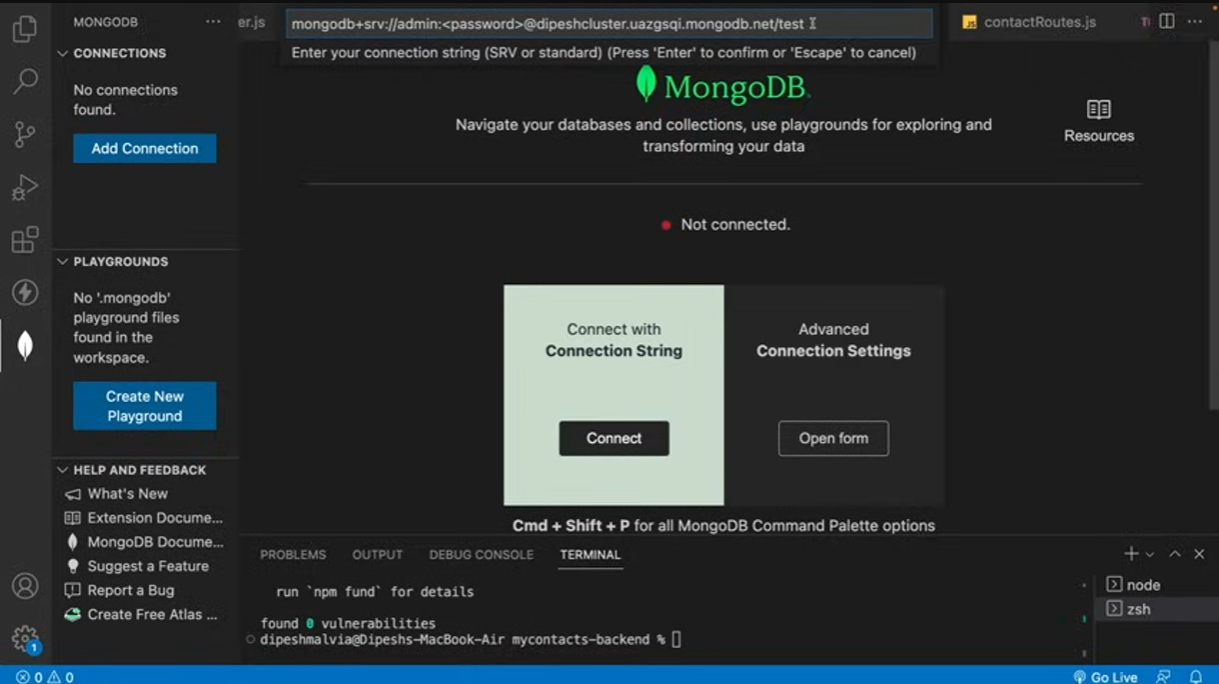 MONGODB
er.js
mongodb+srv://admin:<password>@dipeshcluster.uazgsqi.mongodb.net/test
contactRoutes.js
Enter your connection string (SRV or standard) (Press 'Enter' to confirm or 'Escape' to cancel)
CONNECTIONS
No connections
found.
Add Connection
PLAYGROUNDS
No '.mongodb'
playground files
found in the
workspace.
Create New
Playground
HELP AND FEEDBACK
What's New
Extension Docume...
MongoDB Docume...
Suggest a Feature
Report a Bug
Create Free Atlas ...
MongoDB.
Navigate your databases and collections, use playgrounds for exploring and
transforming your data
Resources
Not connected.
Connect with
Connection String
Connect
Advanced
Connection Settings
Open form
Cmd + Shift + P for all MongoDB Command Palette options
PROBLEMS
OUTPUT
DEBUG CONSOLE
TERMINAL
run `npm fund` for details
found 0 vulnerabilities
dipeshmalvia@Dipeshs-MacBook-Air mycontacts-backend %
node
zsh
1
0 0
Go Live